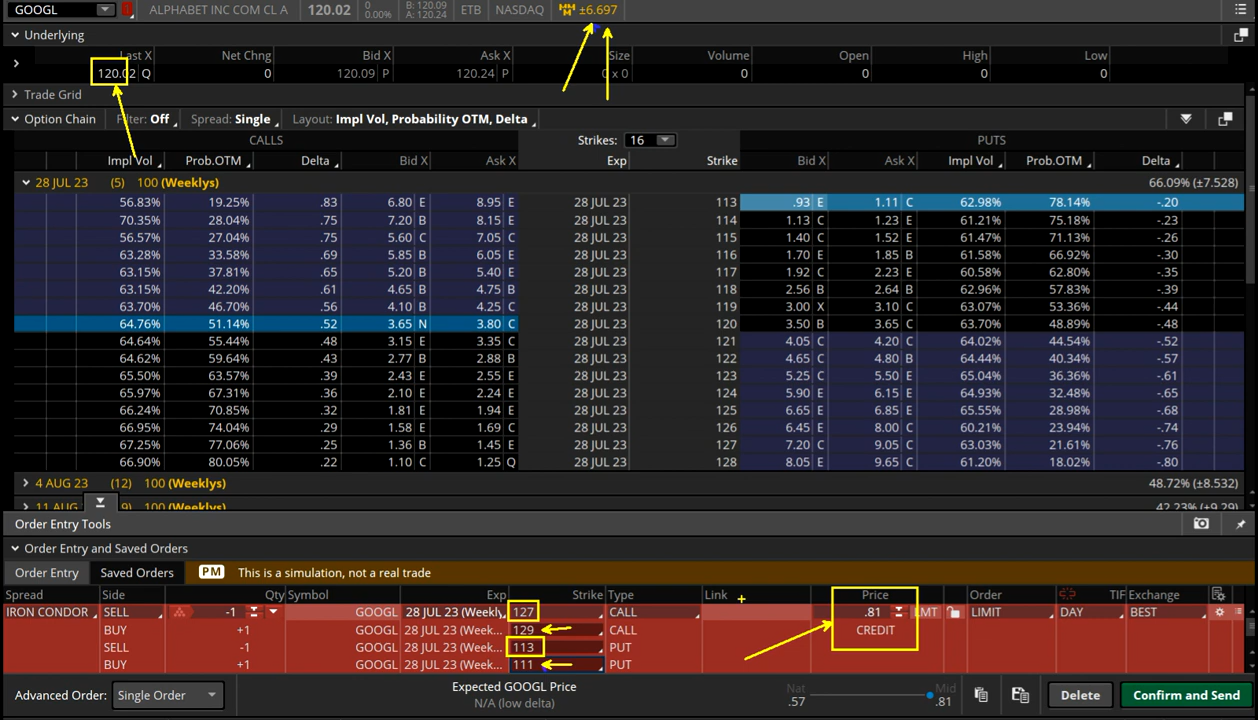 GOOGL ALPHABET INC COM CL A 120.02 0 0.00% B: 120.09 A: 120.24 ETB NASDAQ ±6.697
Underlying
Last X Net Chng Bid X Ask X Size Volume Open High Low
120.02 Q 0 120.09 P 120.24 P 0 x 0 0 0 0 0
Trade Grid
Option Chain Filter: Off Spread: Single Layout: Impl Vol, Probability OTM, Delta
CALLS Strikes: 16 PUTS
Impl Vol Prob.OTM Delta Bid X Ask X Exp Strike Bid X Ask X Impl Vol Prob.OTM Delta
28 JUL 23 (5) 100 (Weeklys) 66.09% (±7.528)
56.83% 19.25% .83 6.80 E 8.95 E 28 JUL 23 113 .93 E 1.11 C 62.98% 78.14% -.20
70.35% 28.04% .75 7.20 B 8.15 E 28 JUL 23 114 1.13 C 1.23 E 61.21% 75.18% -.23
56.57% 27.04% .75 5.60 C 7.05 C 28 JUL 23 115 1.40 C 1.52 E 61.47% 71.13% -.26
63.28% 33.58% .69 5.85 B 6.05 E 28 JUL 23 116 1.70 E 1.85 B 61.58% 66.92% -.30
63.15% 37.81% .65 5.20 B 5.40 E 28 JUL 23 117 1.92 C 2.23 E 60.58% 62.80% -.35
63.15% 42.20% .61 4.65 B 4.75 B 28 JUL 23 118 2.56 B 2.64 B 62.96% 57.83% -.39
63.70% 46.70% .56 4.10 B 4.25 C 28 JUL 23 119 3.00 X 3.10 C 63.07% 53.36% -.44
64.76% 51.14% .52 3.65 N 3.80 C 28 JUL 23 120 3.50 B 3.65 C 63.70% 48.89% -.48
64.64% 55.44% .48 3.15 E 3.35 C 28 JUL 23 121 4.05 C 4.20 C 64.02% 44.54% -.52
64.62% 59.64% .43 2.77 B 2.88 B 28 JUL 23 122 4.65 C 4.80 B 64.44% 40.34% -.57
65.50% 63.57% .39 2.43 E 2.55 E 28 JUL 23 123 5.25 C 5.50 E 65.04% 36.36% -.61
65.97% 67.31% .36 2.10 E 2.24 E 28 JUL 23 124 5.90 C 6.15 E 64.93% 32.48% -.65
66.24% 70.85% .32 1.81 E 1.94 E 28 JUL 23 125 6.65 C 6.85 E 65.55% 28.98% -.68
66.95% 74.04% .29 1.58 E 1.69 C 28 JUL 23 126 6.45 E 8.00 C 60.21% 23.94% -.74
67.25% 77.06% .25 1.36 B 1.45 E 28 JUL 23 127 7.20 C 9.05 C 63.03% 21.61% -.76
66.90% 80.05% .22 1.10 C 1.25 Q 28 JUL 23 128 8.05 E 9.65 C 61.20% 18.02% -.80
4 AUG 23 (12) 100 (Weeklys) 48.72% (±8.532)
11 AUG 9) 100 (Weeklys) 42.23% (±9.29)
Order Entry Tools
Order Entry and Saved Orders
Order Entry Saved Orders PM This is a simulation, not a real trade
Spread Side Qty Symbol Exp Strike Type Link Price Order TIF Exchange
IRON CONDOR SELL -1 GOOGL 28 JUL 23 (Weekly 127 CALL .81 LMT LIMIT DAY BEST
BUY +1 GOOGL 28 JUL 23 (Week... 129 CALL CREDIT
SELL -1 GOOGL 28 JUL 23 (Week... 113 PUT
BUY +1 GOOGL 28 JUL 23 (Week... 111 PUT
Advanced Order: Single Order Expected GOOGL Price N/A (low delta) Nat .57 Mid .81 Delete Confirm and Send